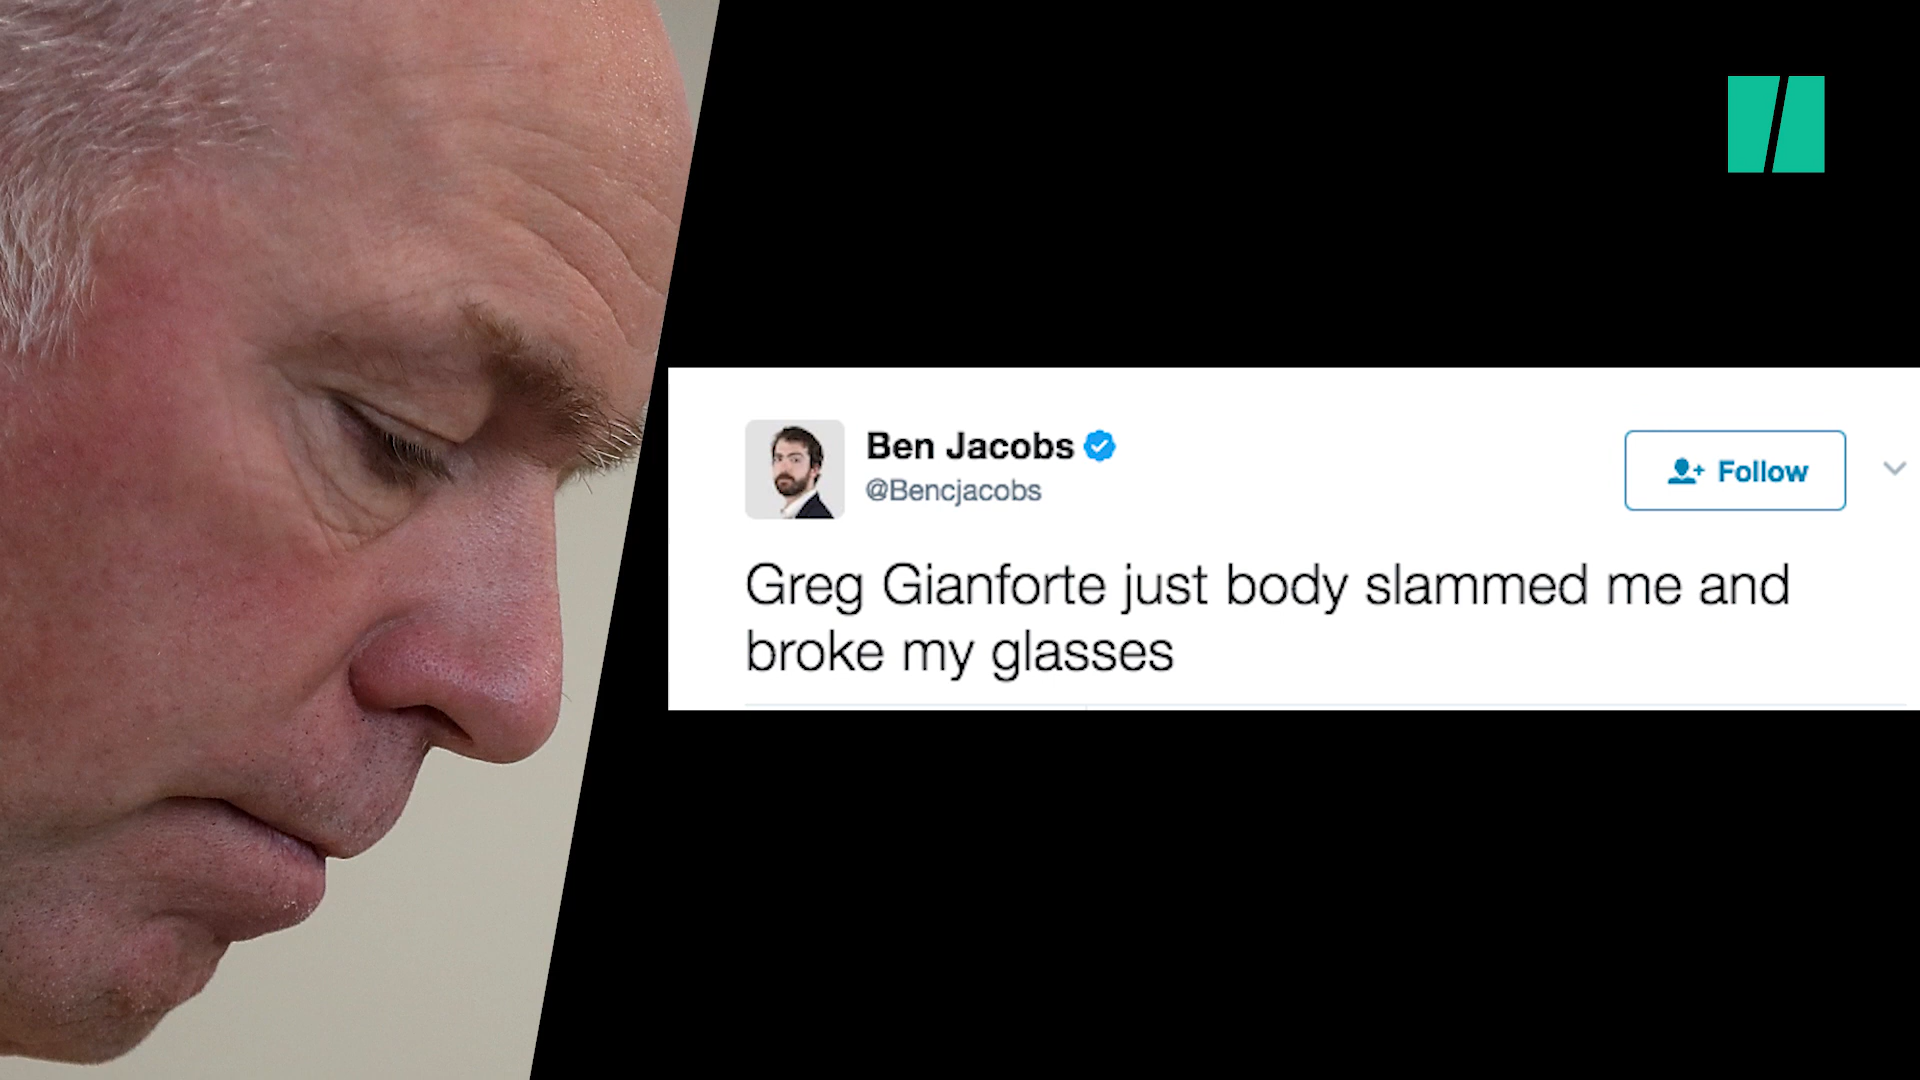 Ben Jacobs
@Bencjacobs
Follow
Greg Gianforte just body slammed me and
broke my glasses